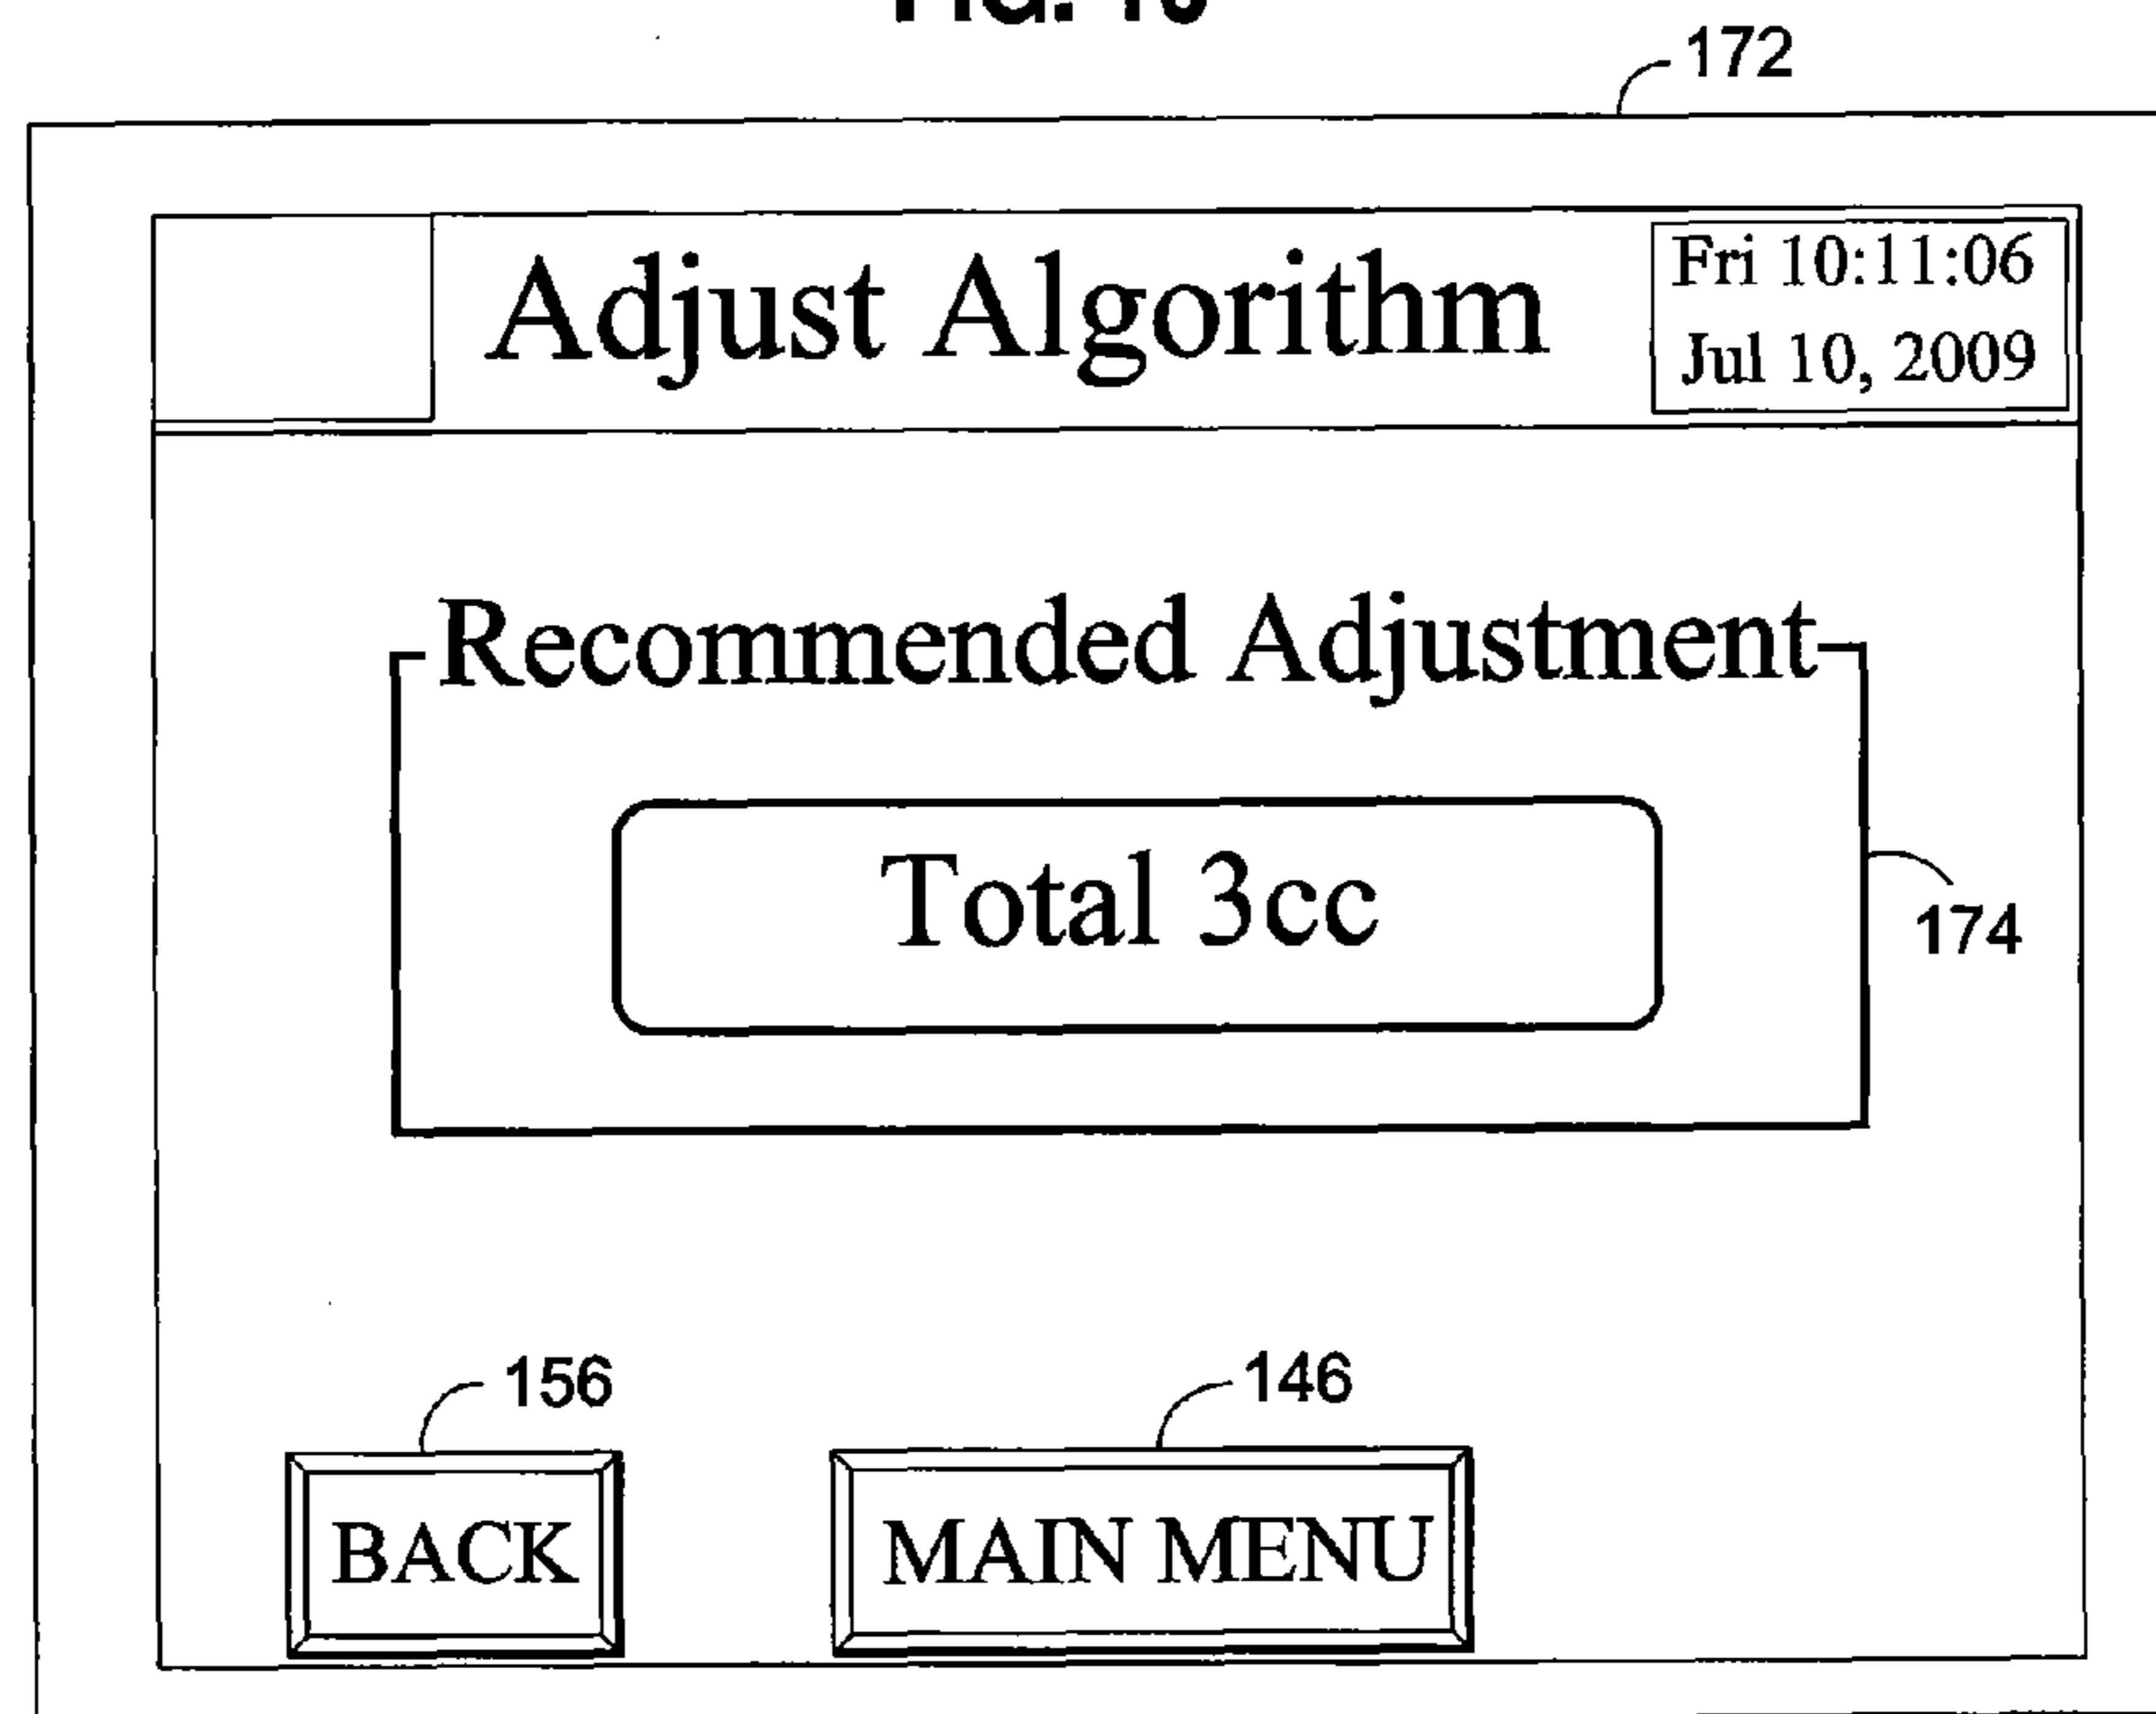 172
Adjust Algorithm
Fri 10:11:06
Jul 10, 2009
Recommended Adjustment
Total 3cc
174
156
146
BACK
MAIN MENU